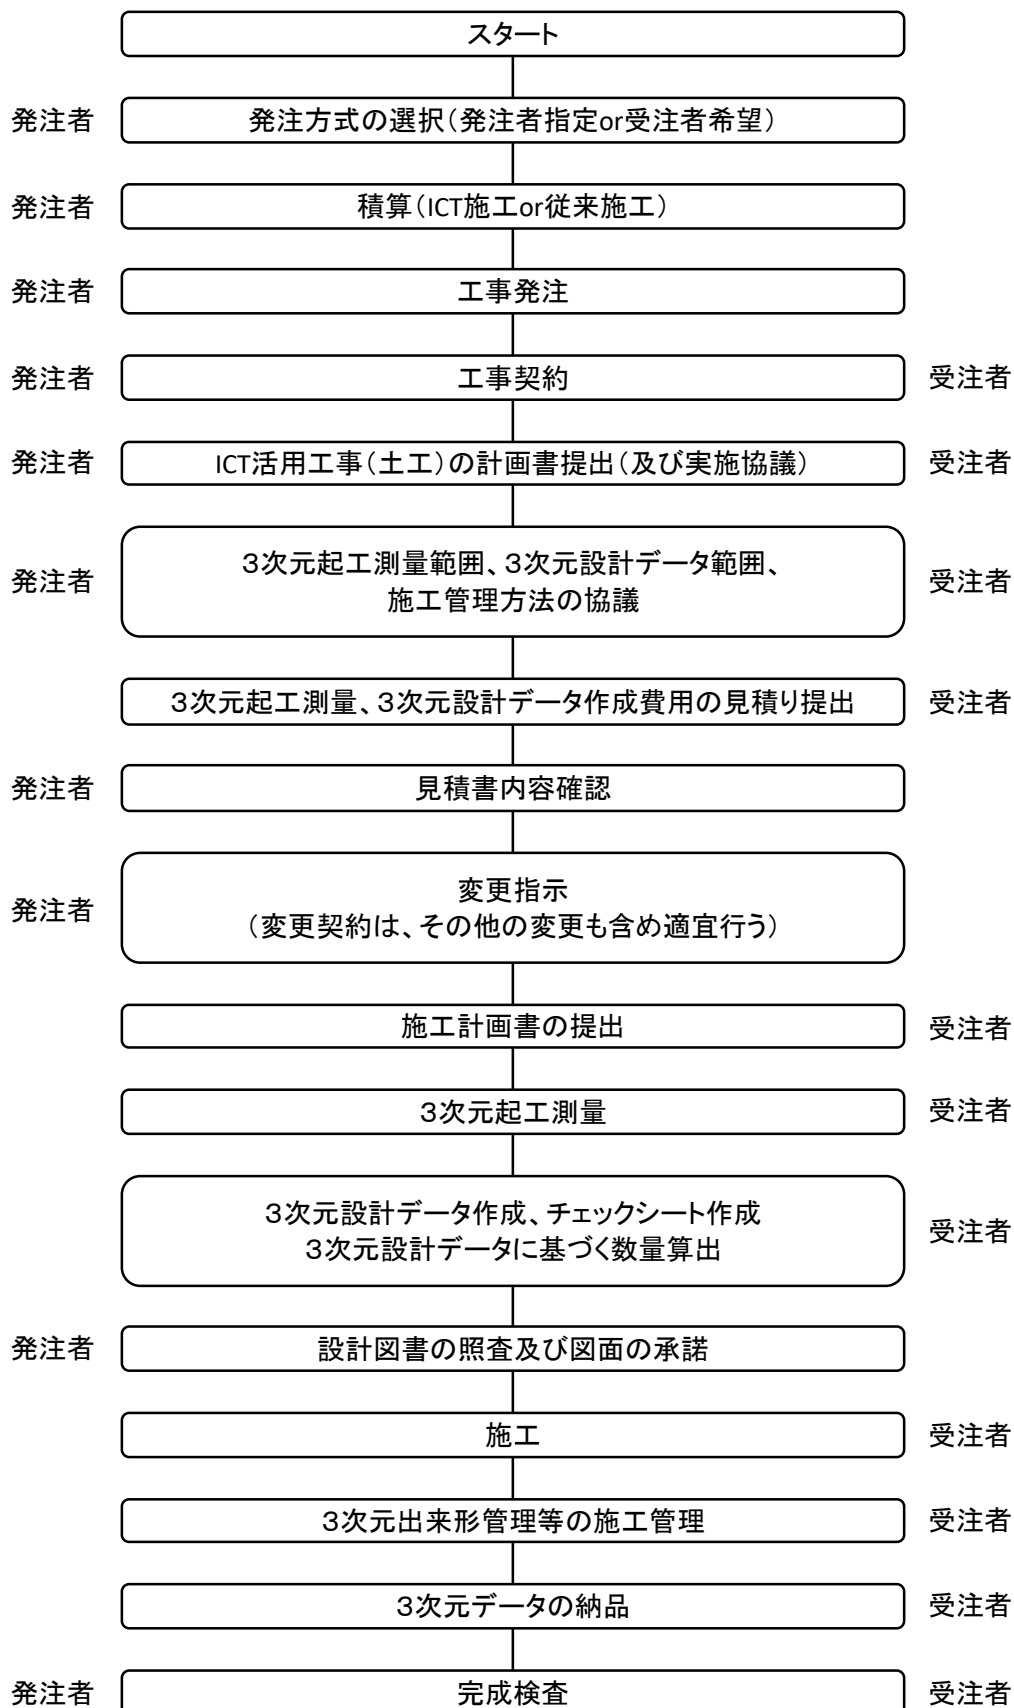 スタート
発注者 発注方式の選択（発注者指定or受注者希望）
発注者 積算（ICT施工or従来施工）
発注者 工事発注
発注者 工事契約 受注者
発注者 ICT活用工事（土工）の計画書提出（及び実施協議） 受注者
３次元起工測量範囲、３次元設計データ範囲、
発注者 施工管理方法の協議 受注者
３次元起工測量、３次元設計データ作成費用の見積り提出 受注者
発注者 見積書内容確認
発注者 変更指示
（変更契約は、その他の変更も含め適宜行う）
施工計画書の提出 受注者
３次元起工測量 受注者
３次元設計データ作成、チェックシート作成
３次元設計データに基づく数量算出 受注者
発注者 設計図書の照査及び図面の承諾
施工 受注者
３次元出来形管理等の施工管理 受注者
３次元データの納品 受注者
発注者 完成検査 受注者